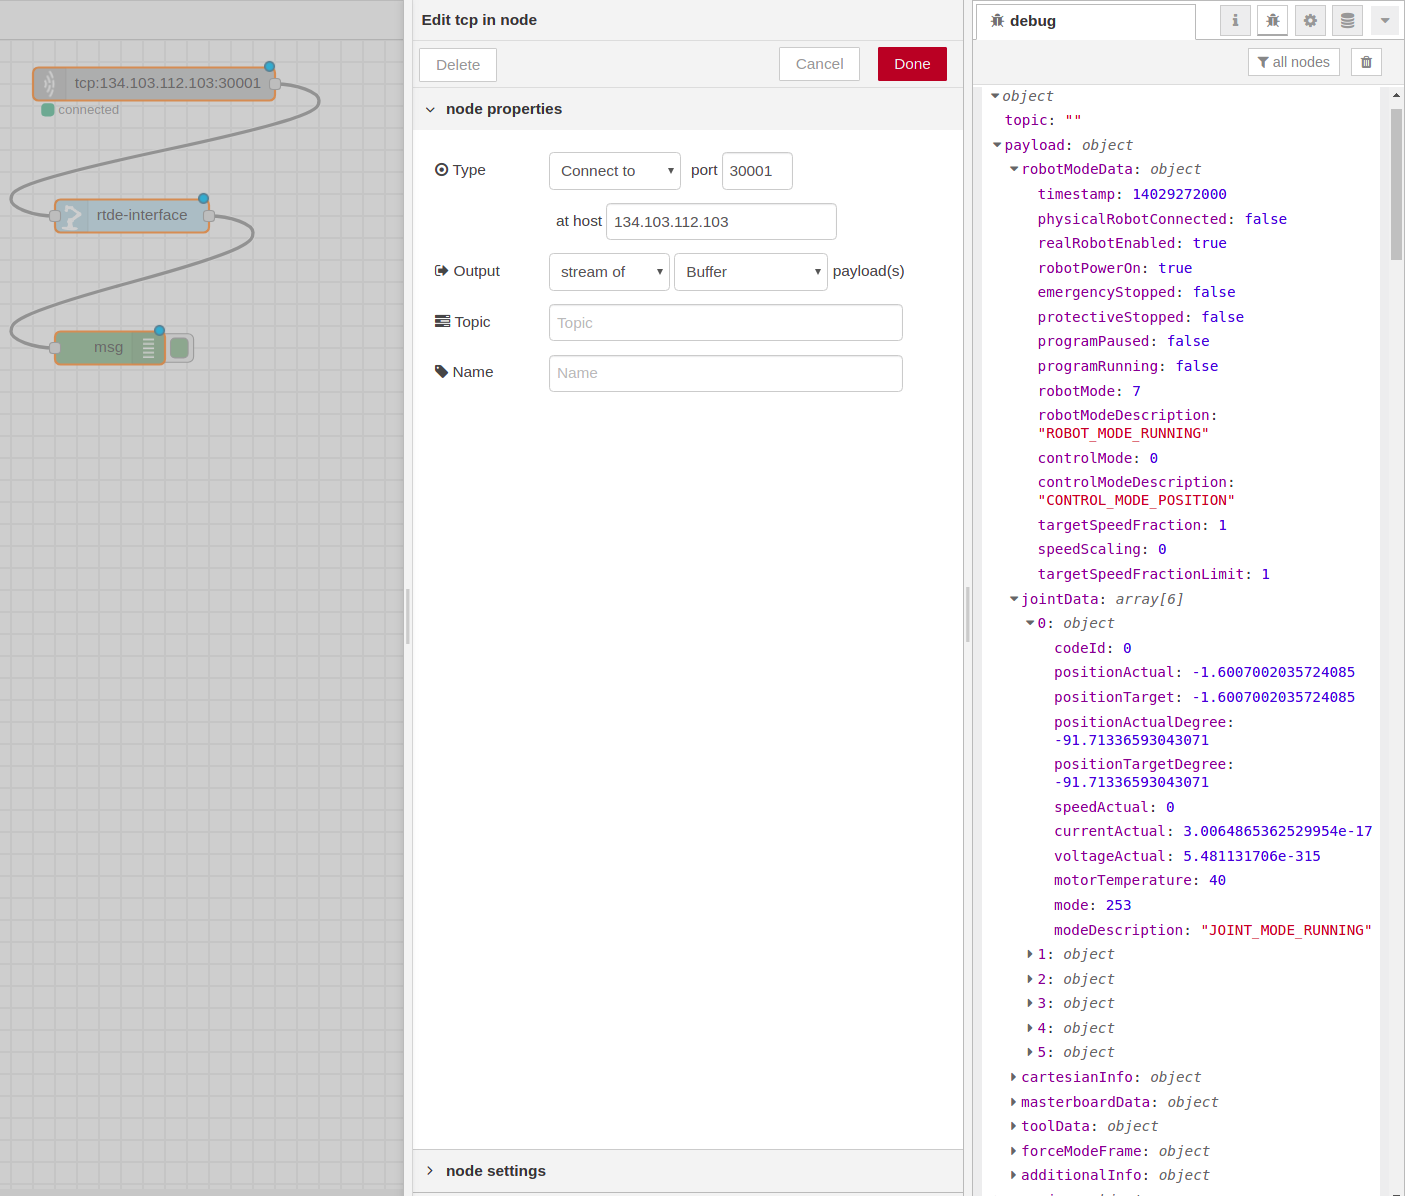 tcp:134.103.112.103:30001
connected
rtde-interface
msg
Edit tcp in node
Delete
Cancel
Done
node properties
Type
Connect to
port
30001
at host
134.103.112.103
Output
stream of
Buffer
payload(s)
Topic
Topic
Name
Name
node settings
debug
all nodes
object
topic: ""
payload: object
robotModeData: object
timestamp: 14029272000
physicalRobotConnected: false
realRobotEnabled: true
robotPowerOn: true
emergencyStopped: false
protectiveStopped: false
programPaused: false
programRunning: false
robotMode: 7
robotModeDescription:
"ROBOT_MODE_RUNNING"
controlMode: 0
controlModeDescription:
"CONTROL_MODE_POSITION"
targetSpeedFraction: 1
speedScaling: 0
targetSpeedFractionLimit: 1
jointData: array[6]
0: object
codeId: 0
positionActual: -1.6007002035724085
positionTarget: -1.6007002035724085
positionActualDegree:
-91.71336593043071
positionTargetDegree:
-91.71336593043071
speedActual: 0
currentActual: 3.0064865362529954e-17
voltageActual: 5.481131706e-315
motorTemperature: 40
mode: 253
modeDescription: "JOINT_MODE_RUNNING"
1: object
2: object
3: object
4: object
5: object
cartesianInfo: object
masterboardData: object
toolData: object
forceModeFrame: object
additionalInfo: object